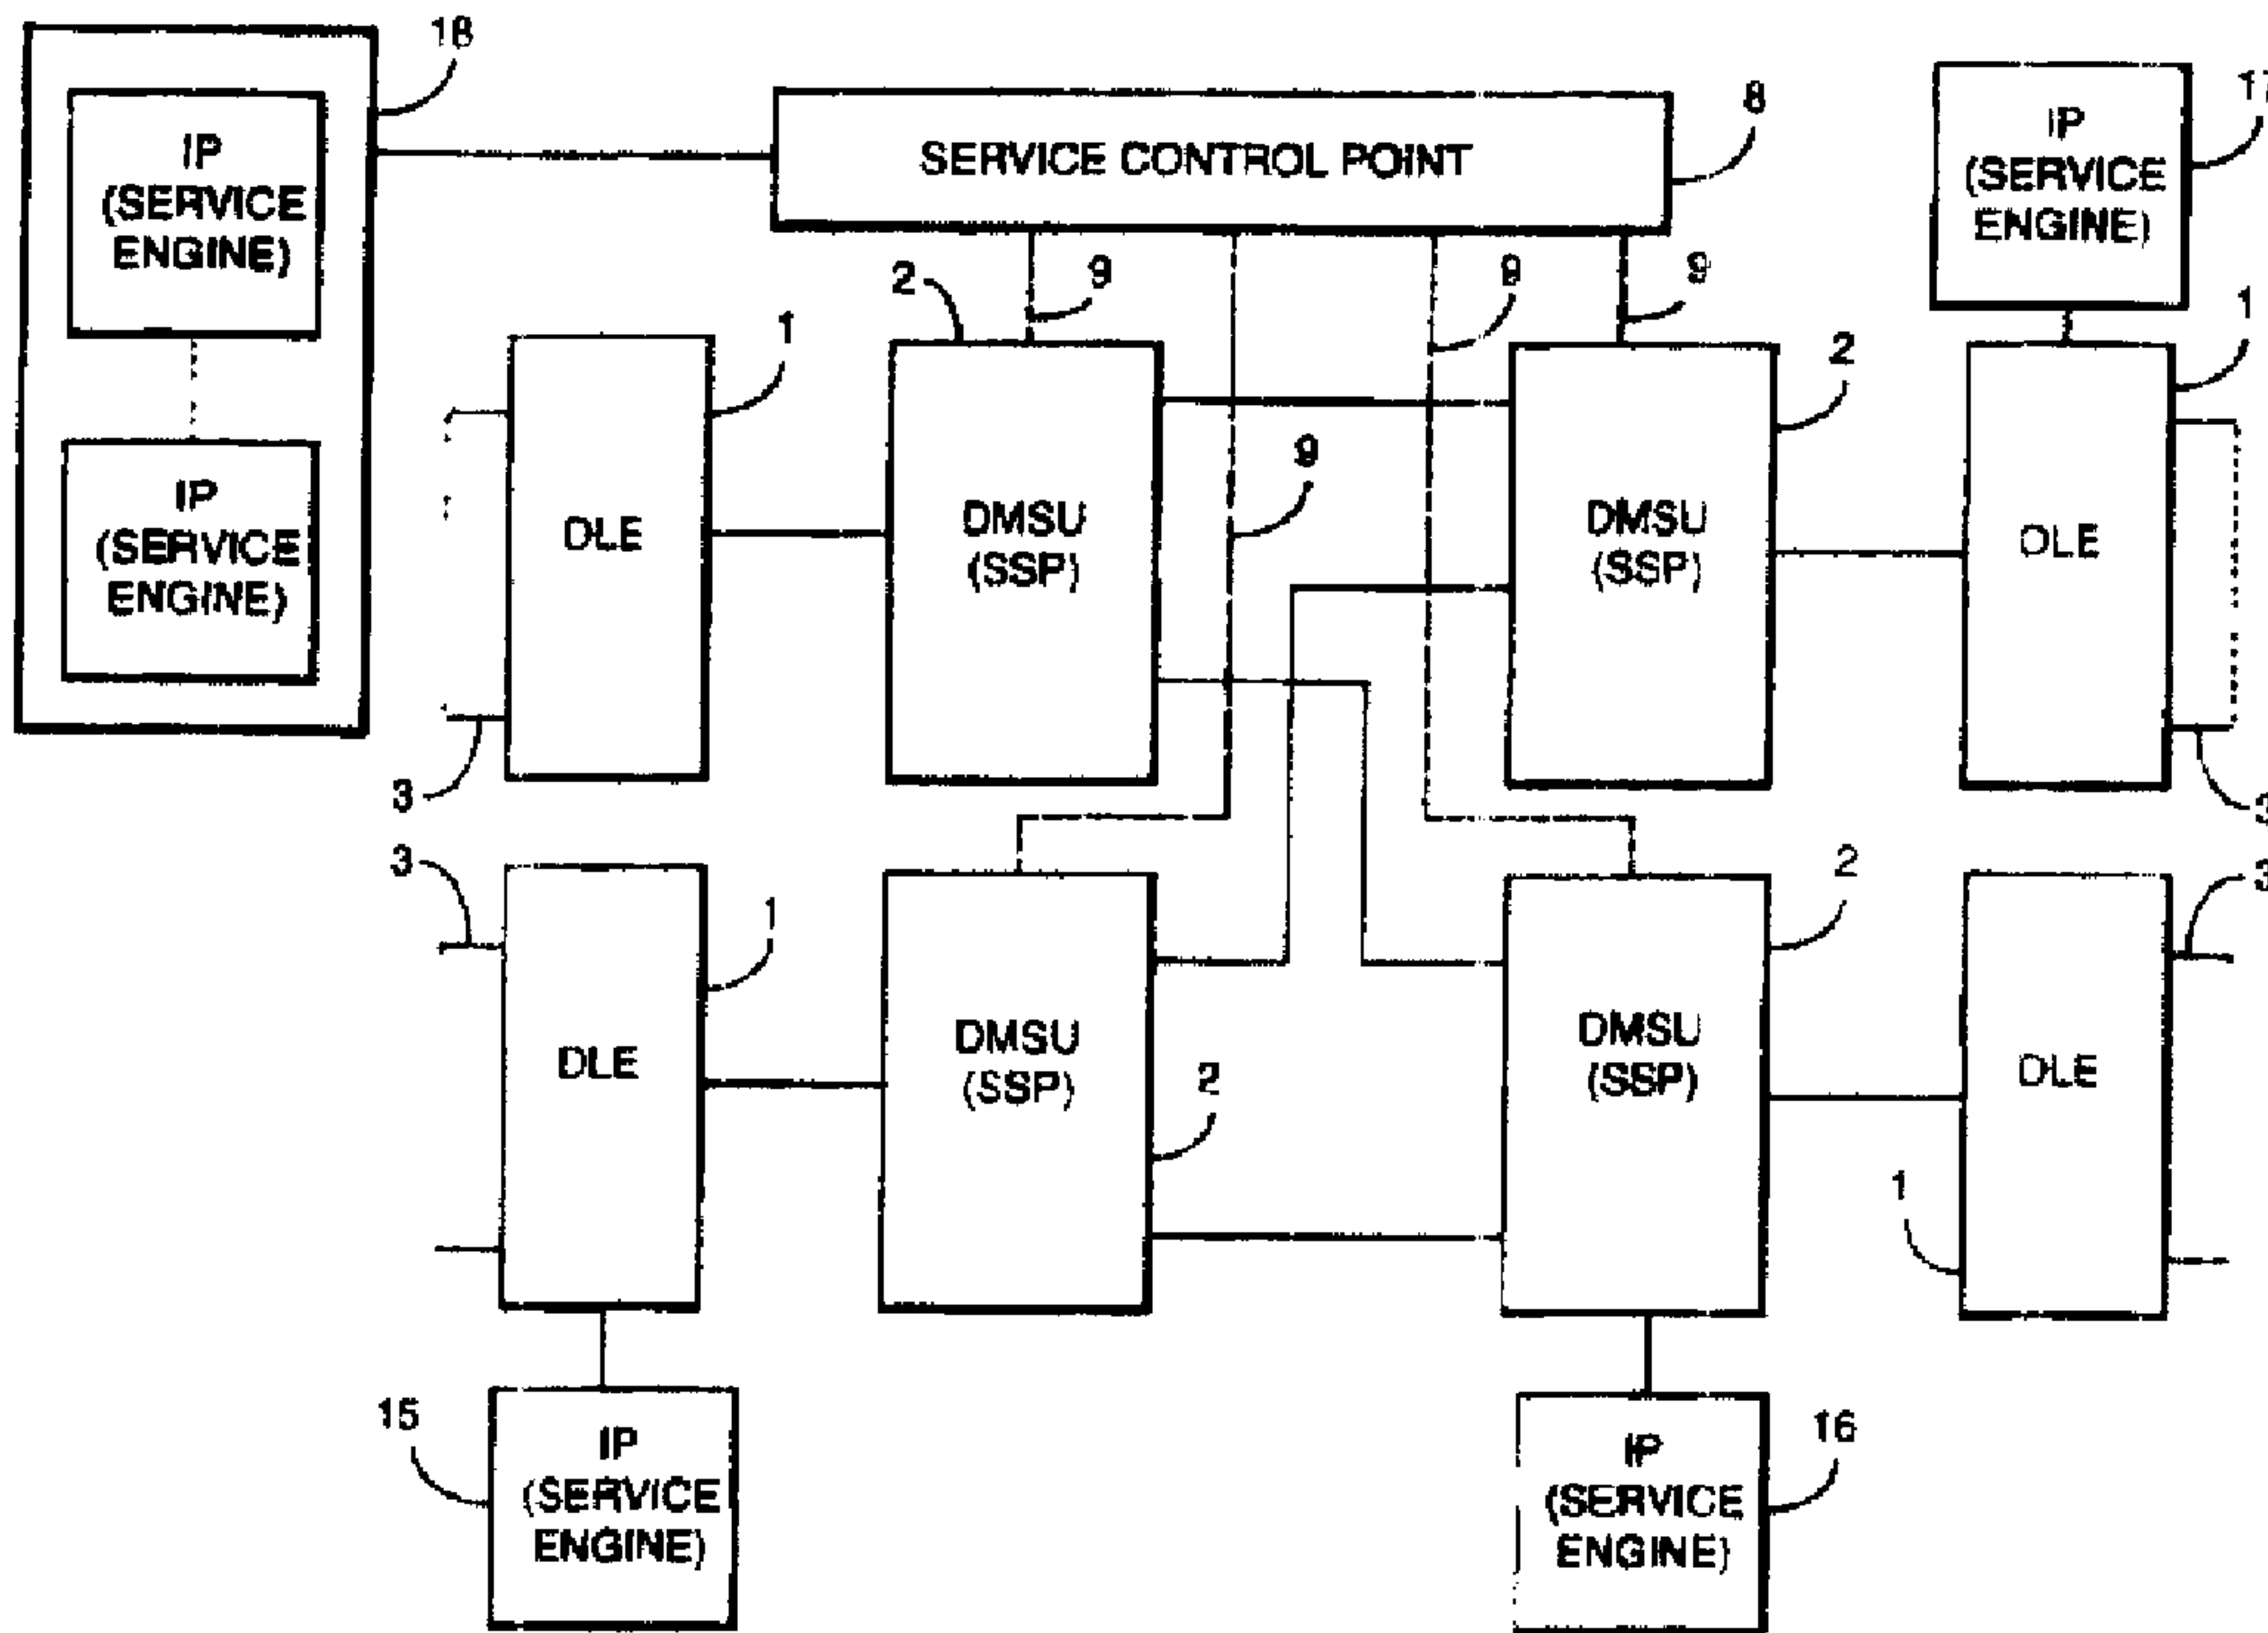 18
IP
(SERVICE
ENGINE)
IP
(SERVICE
ENGINE)
SERVICE CONTROL POINT
8
IP
(SERVICE
ENGINE)
17
2
9
9
9
9
1
DLE
3
DMSU
(SSP)
DMSU
(SSP)
2
DLE
1
3
3
DLE
1
DMSU
(SSP)
2
DMSU
(SSP)
2
DLE
1
3
15
IP
(SERVICE
ENGINE)
IP
(SERVICE
ENGINE)
16